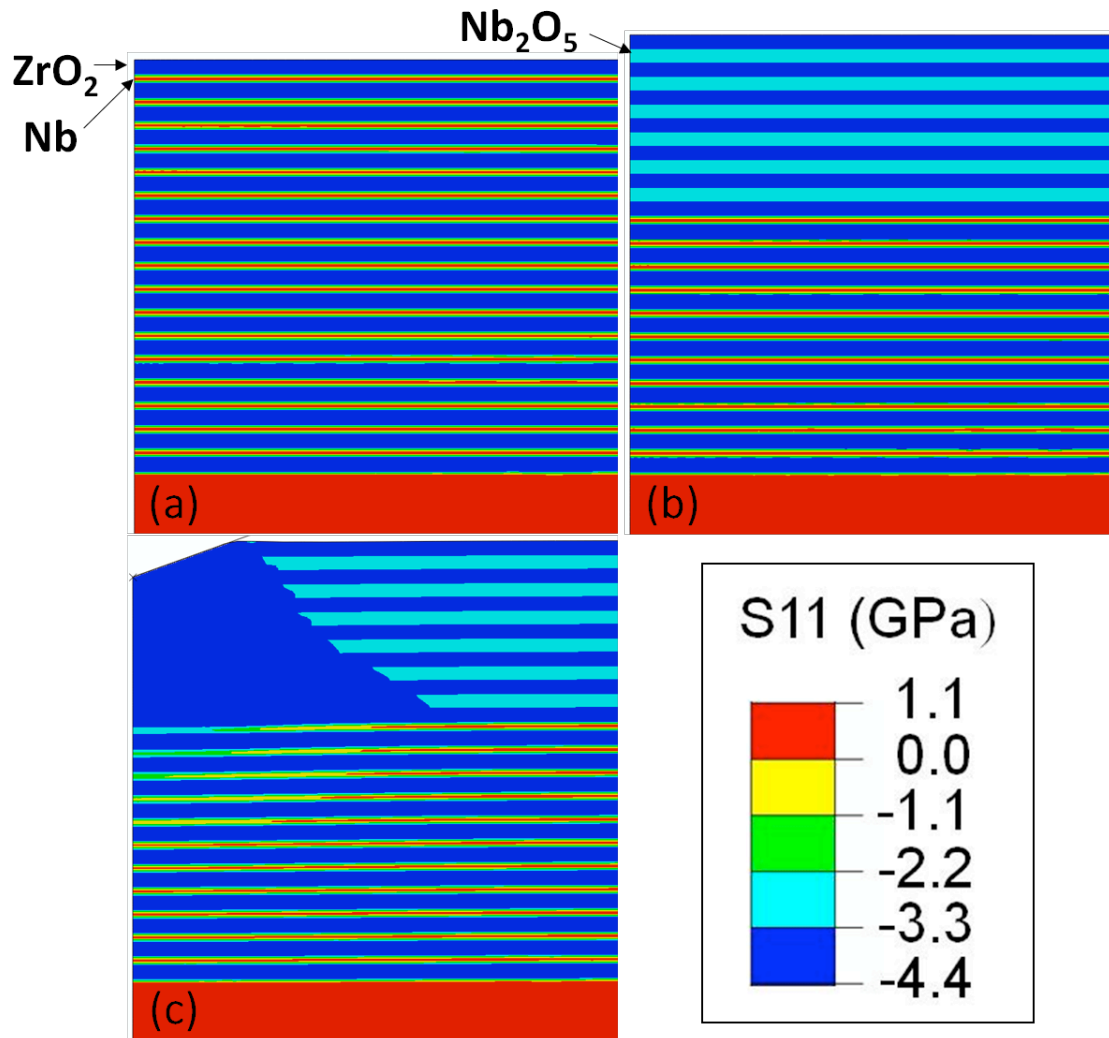 Nb₂O₅
ZrO₂
Nb
(a)
(b)
(c)
S11 (GPa)
1.1
0.0
-1.1
-2.2
-3.3
-4.4